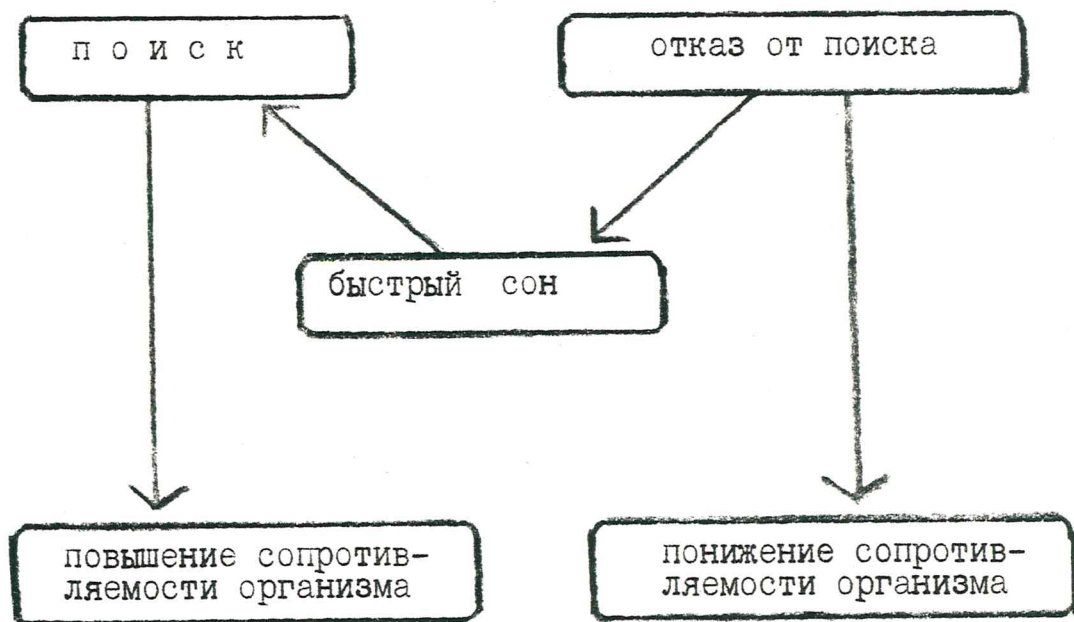 п о и с к
отказ от поиска
быстрый сон
повышение сопротив-
ляемости организма
понижение сопротив-
ляемости организма